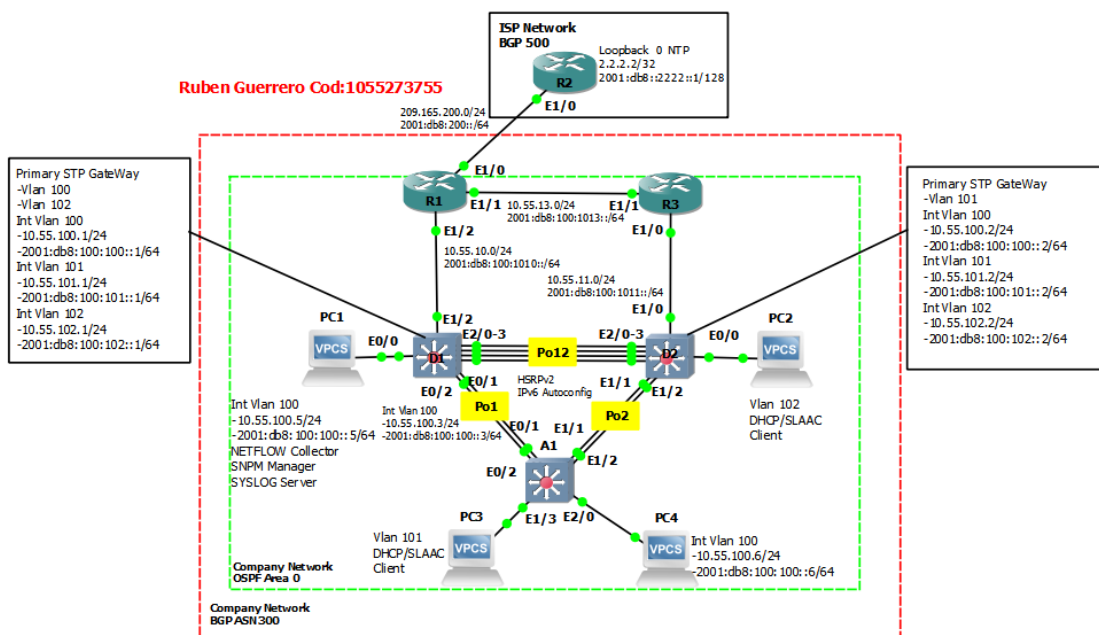 ISP Network
BGP 500
Loopback 0 NTP
2.2.2.2/32
2001:db8::2222::1/128
R2
E1/0
Ruben Guerrero Cod:1055273755
209.165.200.0/24
2001:db8:200::/64
Primary STP GateWay
-Vlan 100
-Vlan 102
Int Vlan 100
-10.55.100.1/24
-2001:db8:100:100::1/64
Int Vlan 101
-10.55.101.1/24
-2001:db8:100:101::1/64
Int Vlan 102
-10.55.102.1/24
-2001:db8:100:102::1/64
E1/0
R1
E1/1
10.55.13.0/24
2001:db8:100:1013::/64
E1/1
R3
E1/2
E1/0
Primary STP GateWay
-Vlan 101
Int Vlan 100
-10.55.100.2/24
-2001:db8:100:100::2/64
Int Vlan 101
-10.55.101.2/24
-2001:db8:100:101::2/64
Int Vlan 102
-10.55.102.2/24
-2001:db8:100:102::2/64
10.55.10.0/24
2001:db8:100:1010::/64
10.55.11.0/24
2001:db8:100:1011::/64
E1/2
E1/0
PC1
VPCS
E0/0
D1
E2/0-3
Po12
E2/0-3
D2
E0/0
PC2
VPCS
HSRPv2
IPv6 Autoconfig
E0/1
E0/2
E1/1
E1/2
Po1
Po2
Int Vlan 100
-10.55.100.5/24
-2001:db8:100:100::5/64
NETFLOW Collector
SNPM Manager
SYSLOG Server
Int Vlan 100
-10.55.100.3/24
-2001:db8:100:100::3/64
Vlan 102
DHCP/SLAAC
Client
E0/1
E1/1
A1
E0/2
E1/2
E1/3
E2/0
PC3
VPCS
Vlan 101
DHCP/SLAAC
Client
PC4
VPCS
Int Vlan 100
-10.55.100.6/24
-2001:db8:100:100::6/64
Company Network
OSPF Area 0
Company Network
BGP ASN300